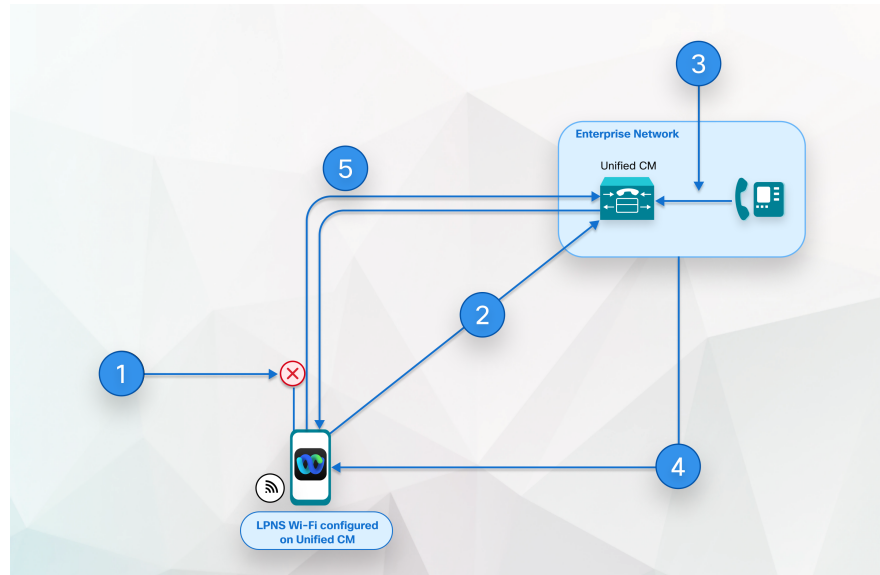 3
Enterprise Network
Unified CM
5
2
1
4
LPNS Wi-Fi configured
on Unified CM